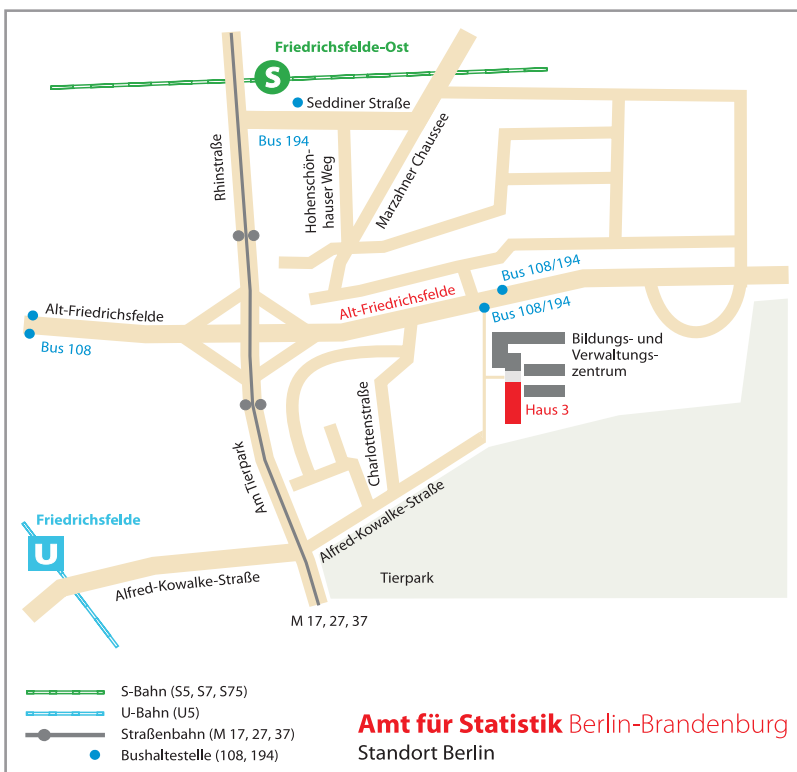 Friedrichsfelde-Ost
S
Seddiner Straße
Bus 194
Rhinstraße
Hohenschön-
hauser Weg
Marzahner Chaussee
Bus 108/194
Alt-Friedrichsfelde
Alt-Friedrichsfelde
Bus 108/194
Bus 108
Bildungs- und
Verwaltungs-
zentrum
Haus 3
Charlottenstraße
Am Tierpark
Alfred-Kowalke-Straße
Friedrichsfelde
U
Alfred-Kowalke-Straße
Tierpark
M 17, 27, 37
S-Bahn (S5, S7, S75)
U-Bahn (U5)
Straßenbahn (M 17, 27, 37)
Bushaltestelle (108, 194)
Amt für Statistik Berlin-Brandenburg
Standort Berlin